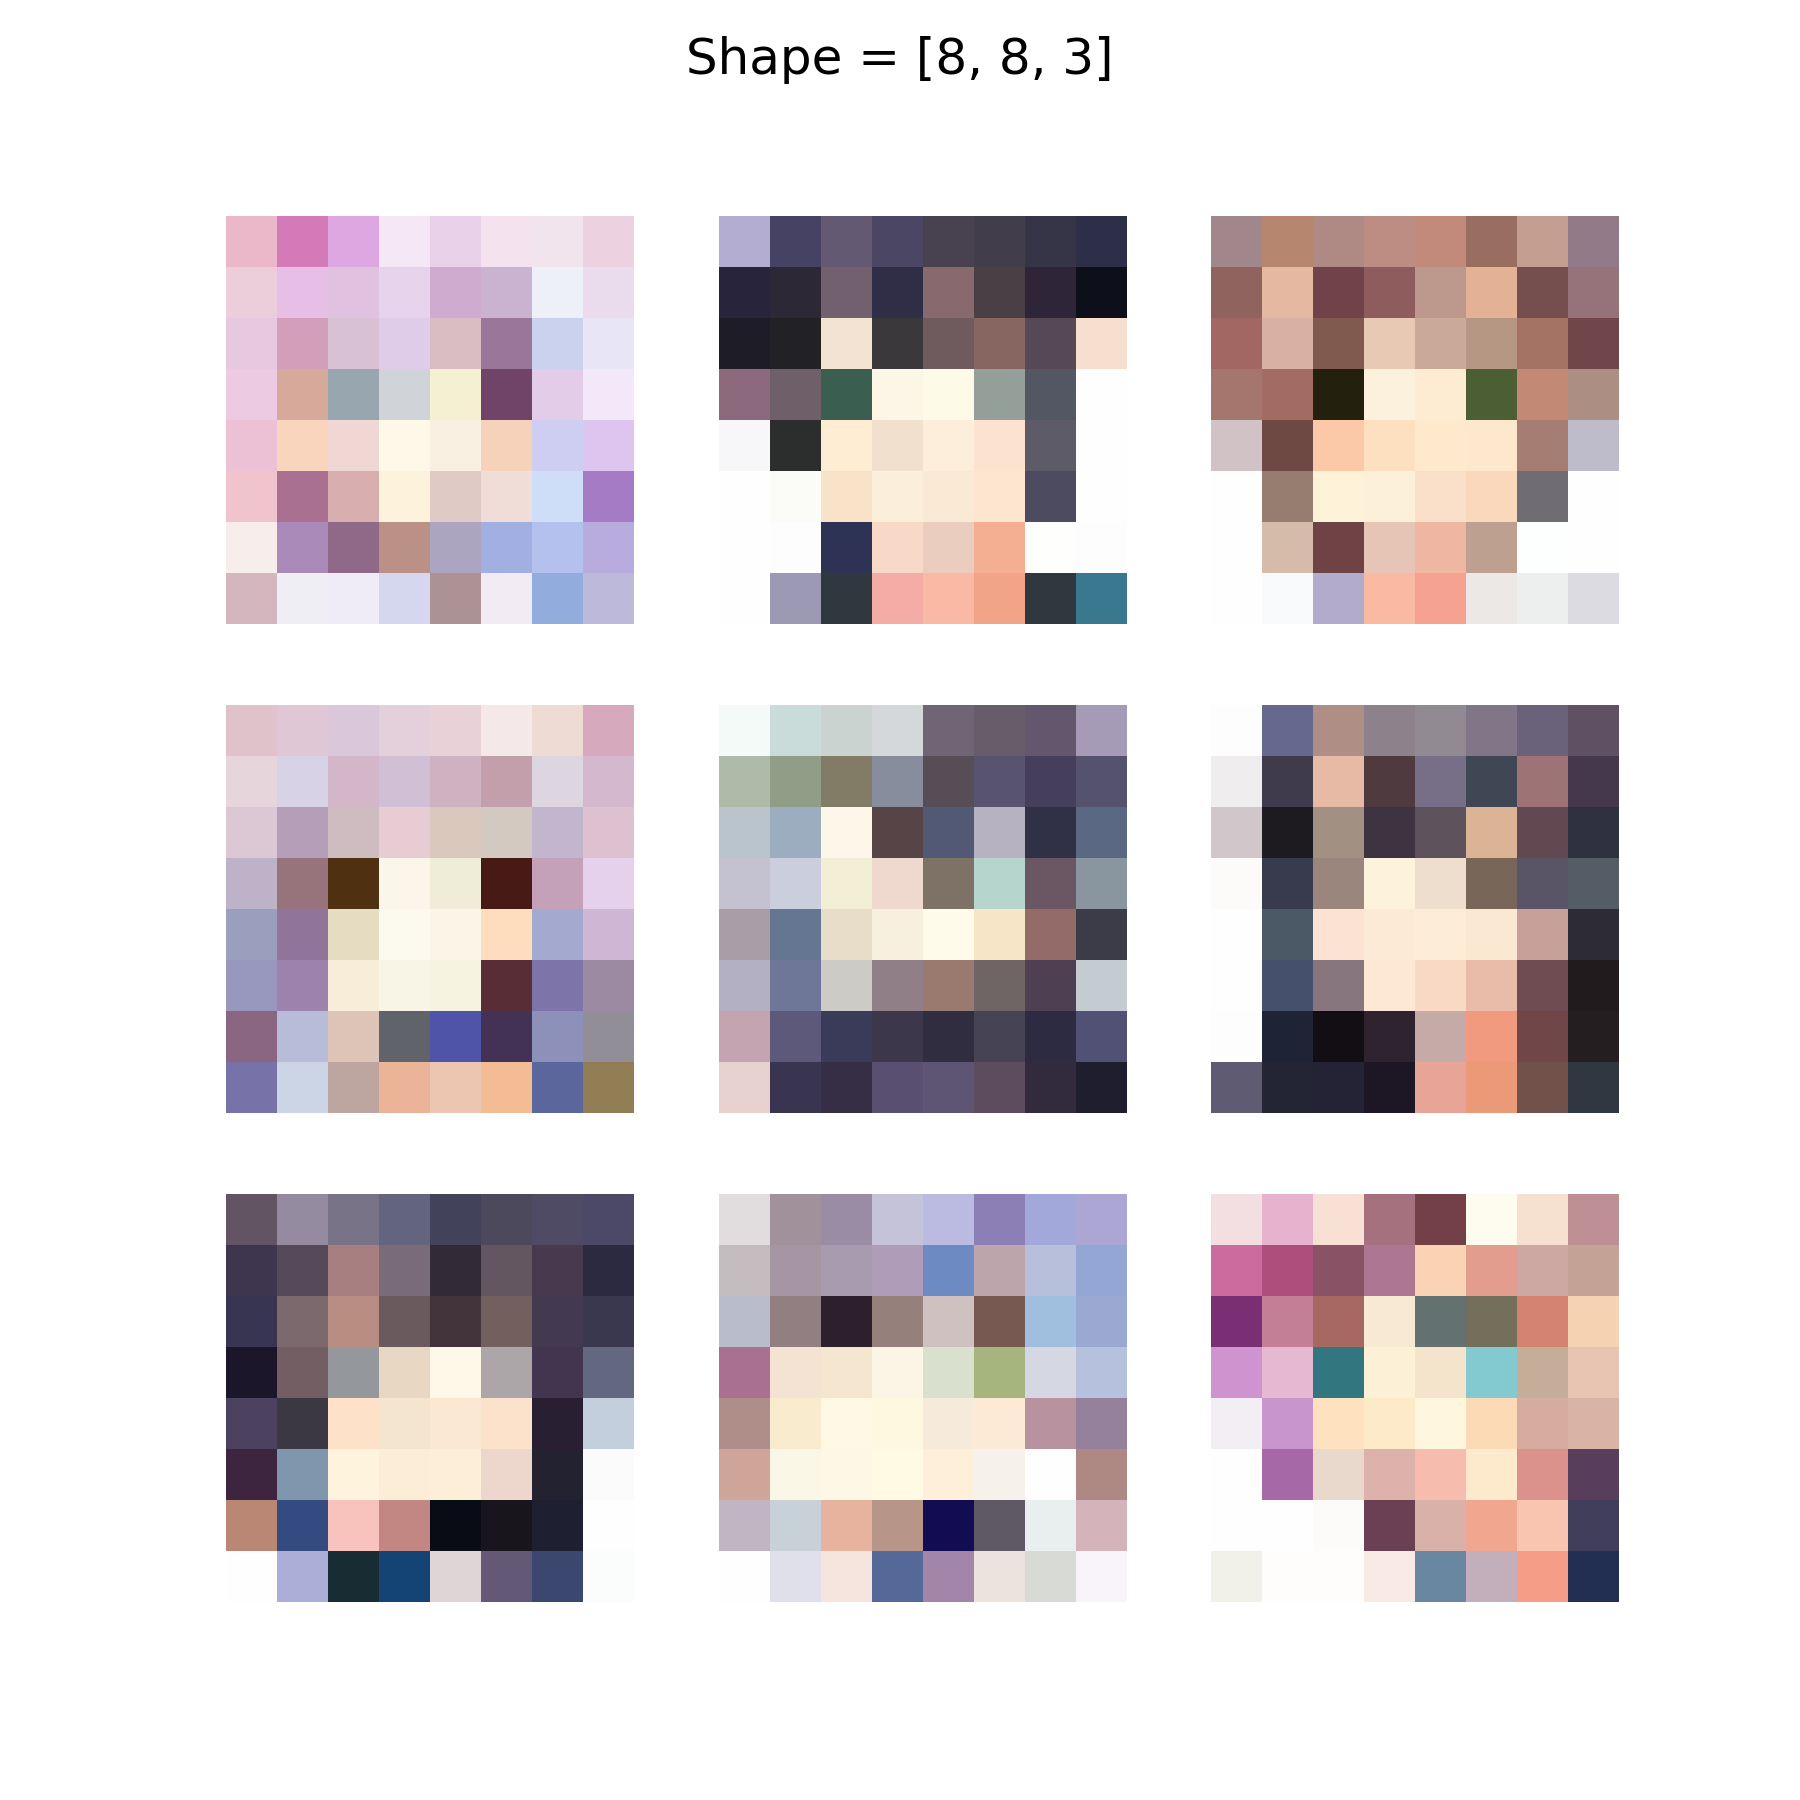 Shape = [8, 8, 3]